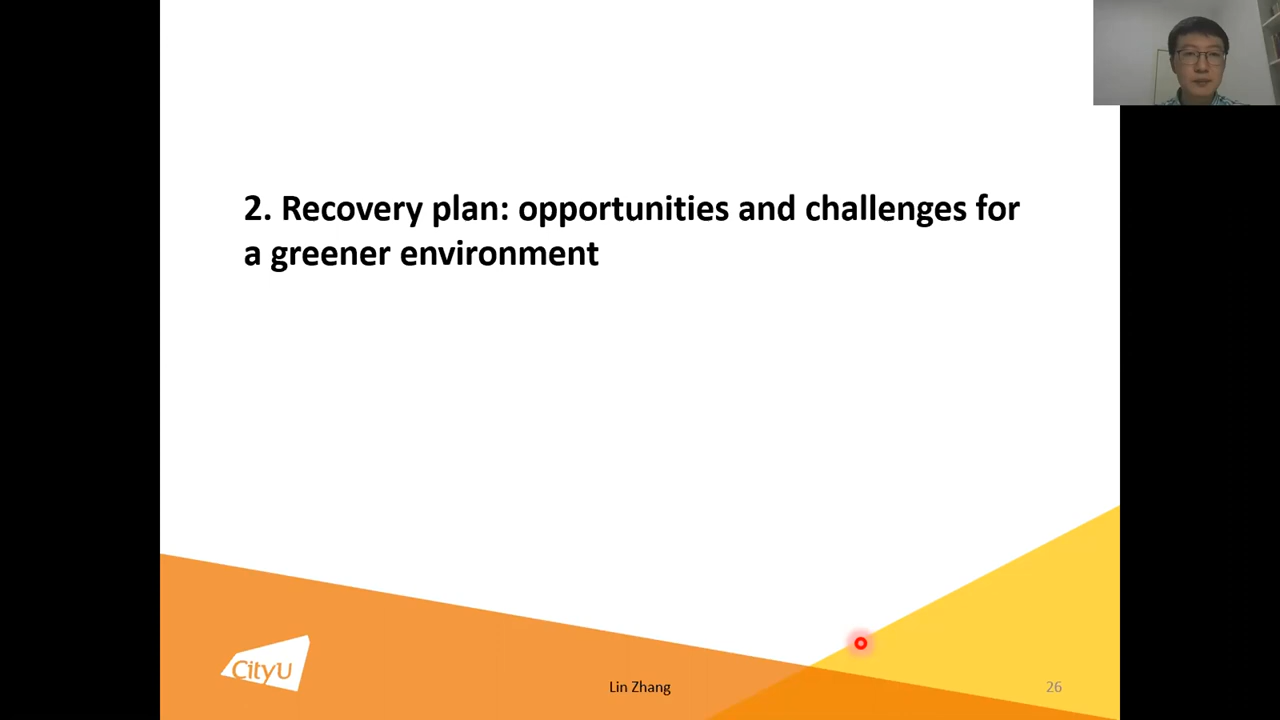 2. Recovery plan: opportunities and challenges for
a greener environment
CityU
Lin Zhang
26